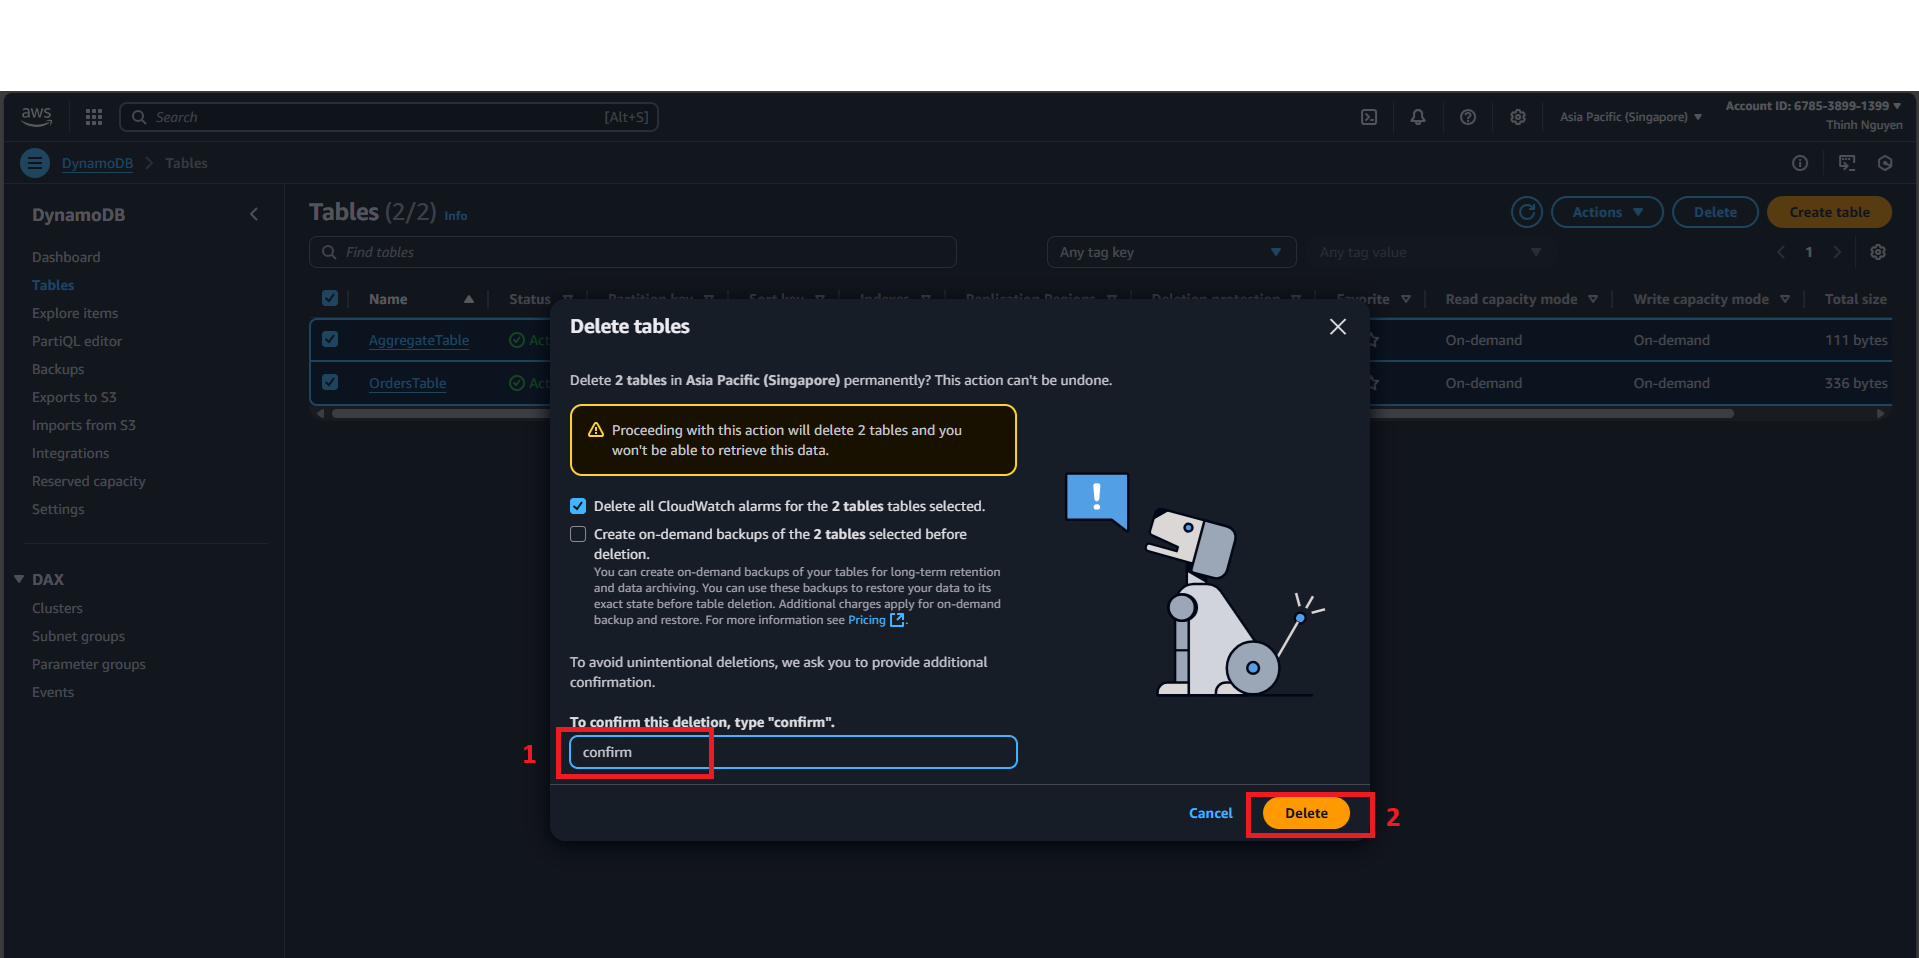 aws
Search
[Alt+S]
Asia Pacific (Singapore)
Account ID: 6785-3899-1399
Thinh Nguyen
DynamoDB
Tables
DynamoDB
Dashboard
Tables
Explore items
PartiQL editor
Backups
Exports to S3
Imports from S3
Integrations
Reserved capacity
Settings
DAX
Clusters
Subnet groups
Parameter groups
Events
Tables (2/2) Info
Actions
Delete
Create table
Find tables
Any tag key
Any tag value
1
Name
Status
Partition key
Sort key
Indexes
Replication Regions
Deletion protection
Favorite
Read capacity mode
Write capacity mode
Total size
AggregateTable
Act
On-demand
On-demand
111 bytes
OrdersTable
Act
On-demand
On-demand
336 bytes
Delete tables
Delete 2 tables in Asia Pacific (Singapore) permanently? This action can't be undone.
Proceeding with this action will delete 2 tables and you
won't be able to retrieve this data.
!
Delete all CloudWatch alarms for the 2 tables tables selected.
Create on-demand backups of the 2 tables selected before
deletion.
You can create on-demand backups of your tables for long-term retention
and data archiving. You can use these backups to restore your data to its
exact state before table deletion. Additional charges apply for on-demand
backup and restore. For more information see Pricing.
To avoid unintentional deletions, we ask you to provide additional
confirmation.
To confirm this deletion, type "confirm".
1
confirm
Cancel
Delete
2